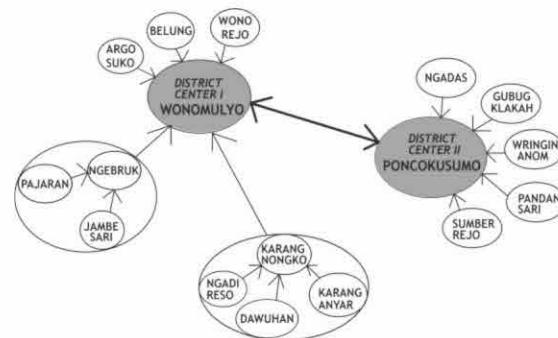 BELUNG
WONO
REJO
ARGO
SUKO
DISTRICT
CENTER I
WONOMULYO
NGADAS
GUBUG
KLAKAH
DISTRICT
CENTER II
PONCOKUSUMO
WRINGIN
ANOM
PANDAN
SARI
SUMBER
REJO
NGEBRUK
PAJARAN
JAMBE
SARI
KARANG
NONGKO
NGADI
RESO
DAWUHAN
KARANG
ANYAR